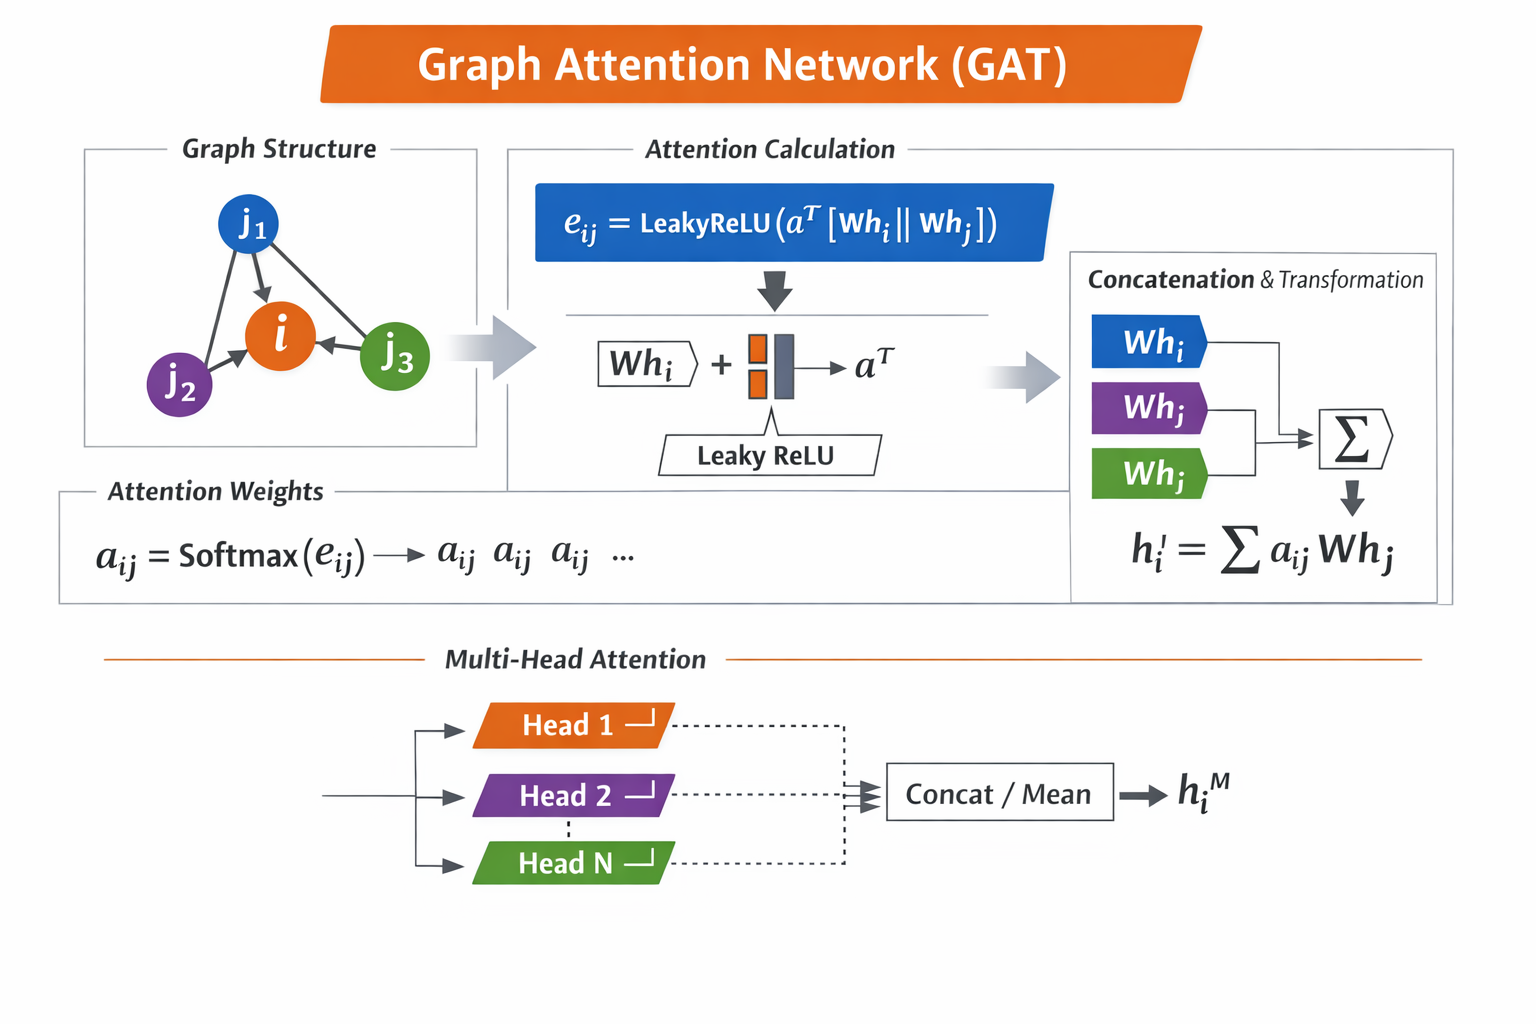 Graph Attention Network (GAT)
Graph Structure
j₁
i
j₂
j₃
Attention Calculation
eᵢⱼ = LeakyReLU(aᵀ [Whᵢ || Whⱼ])
Whᵢ + → aᵀ
Leaky ReLU
Concatenation & Transformation
Whᵢ
Whⱼ
Whⱼ
Σ
hᵢ′ = Σ aᵢⱼ Whⱼ
Attention Weights
aᵢⱼ = Softmax(eᵢⱼ) → aᵢⱼ aᵢⱼ aᵢⱼ ...
Multi-Head Attention
Head 1
Head 2
Head N
Concat / Mean
hᵢᴹ